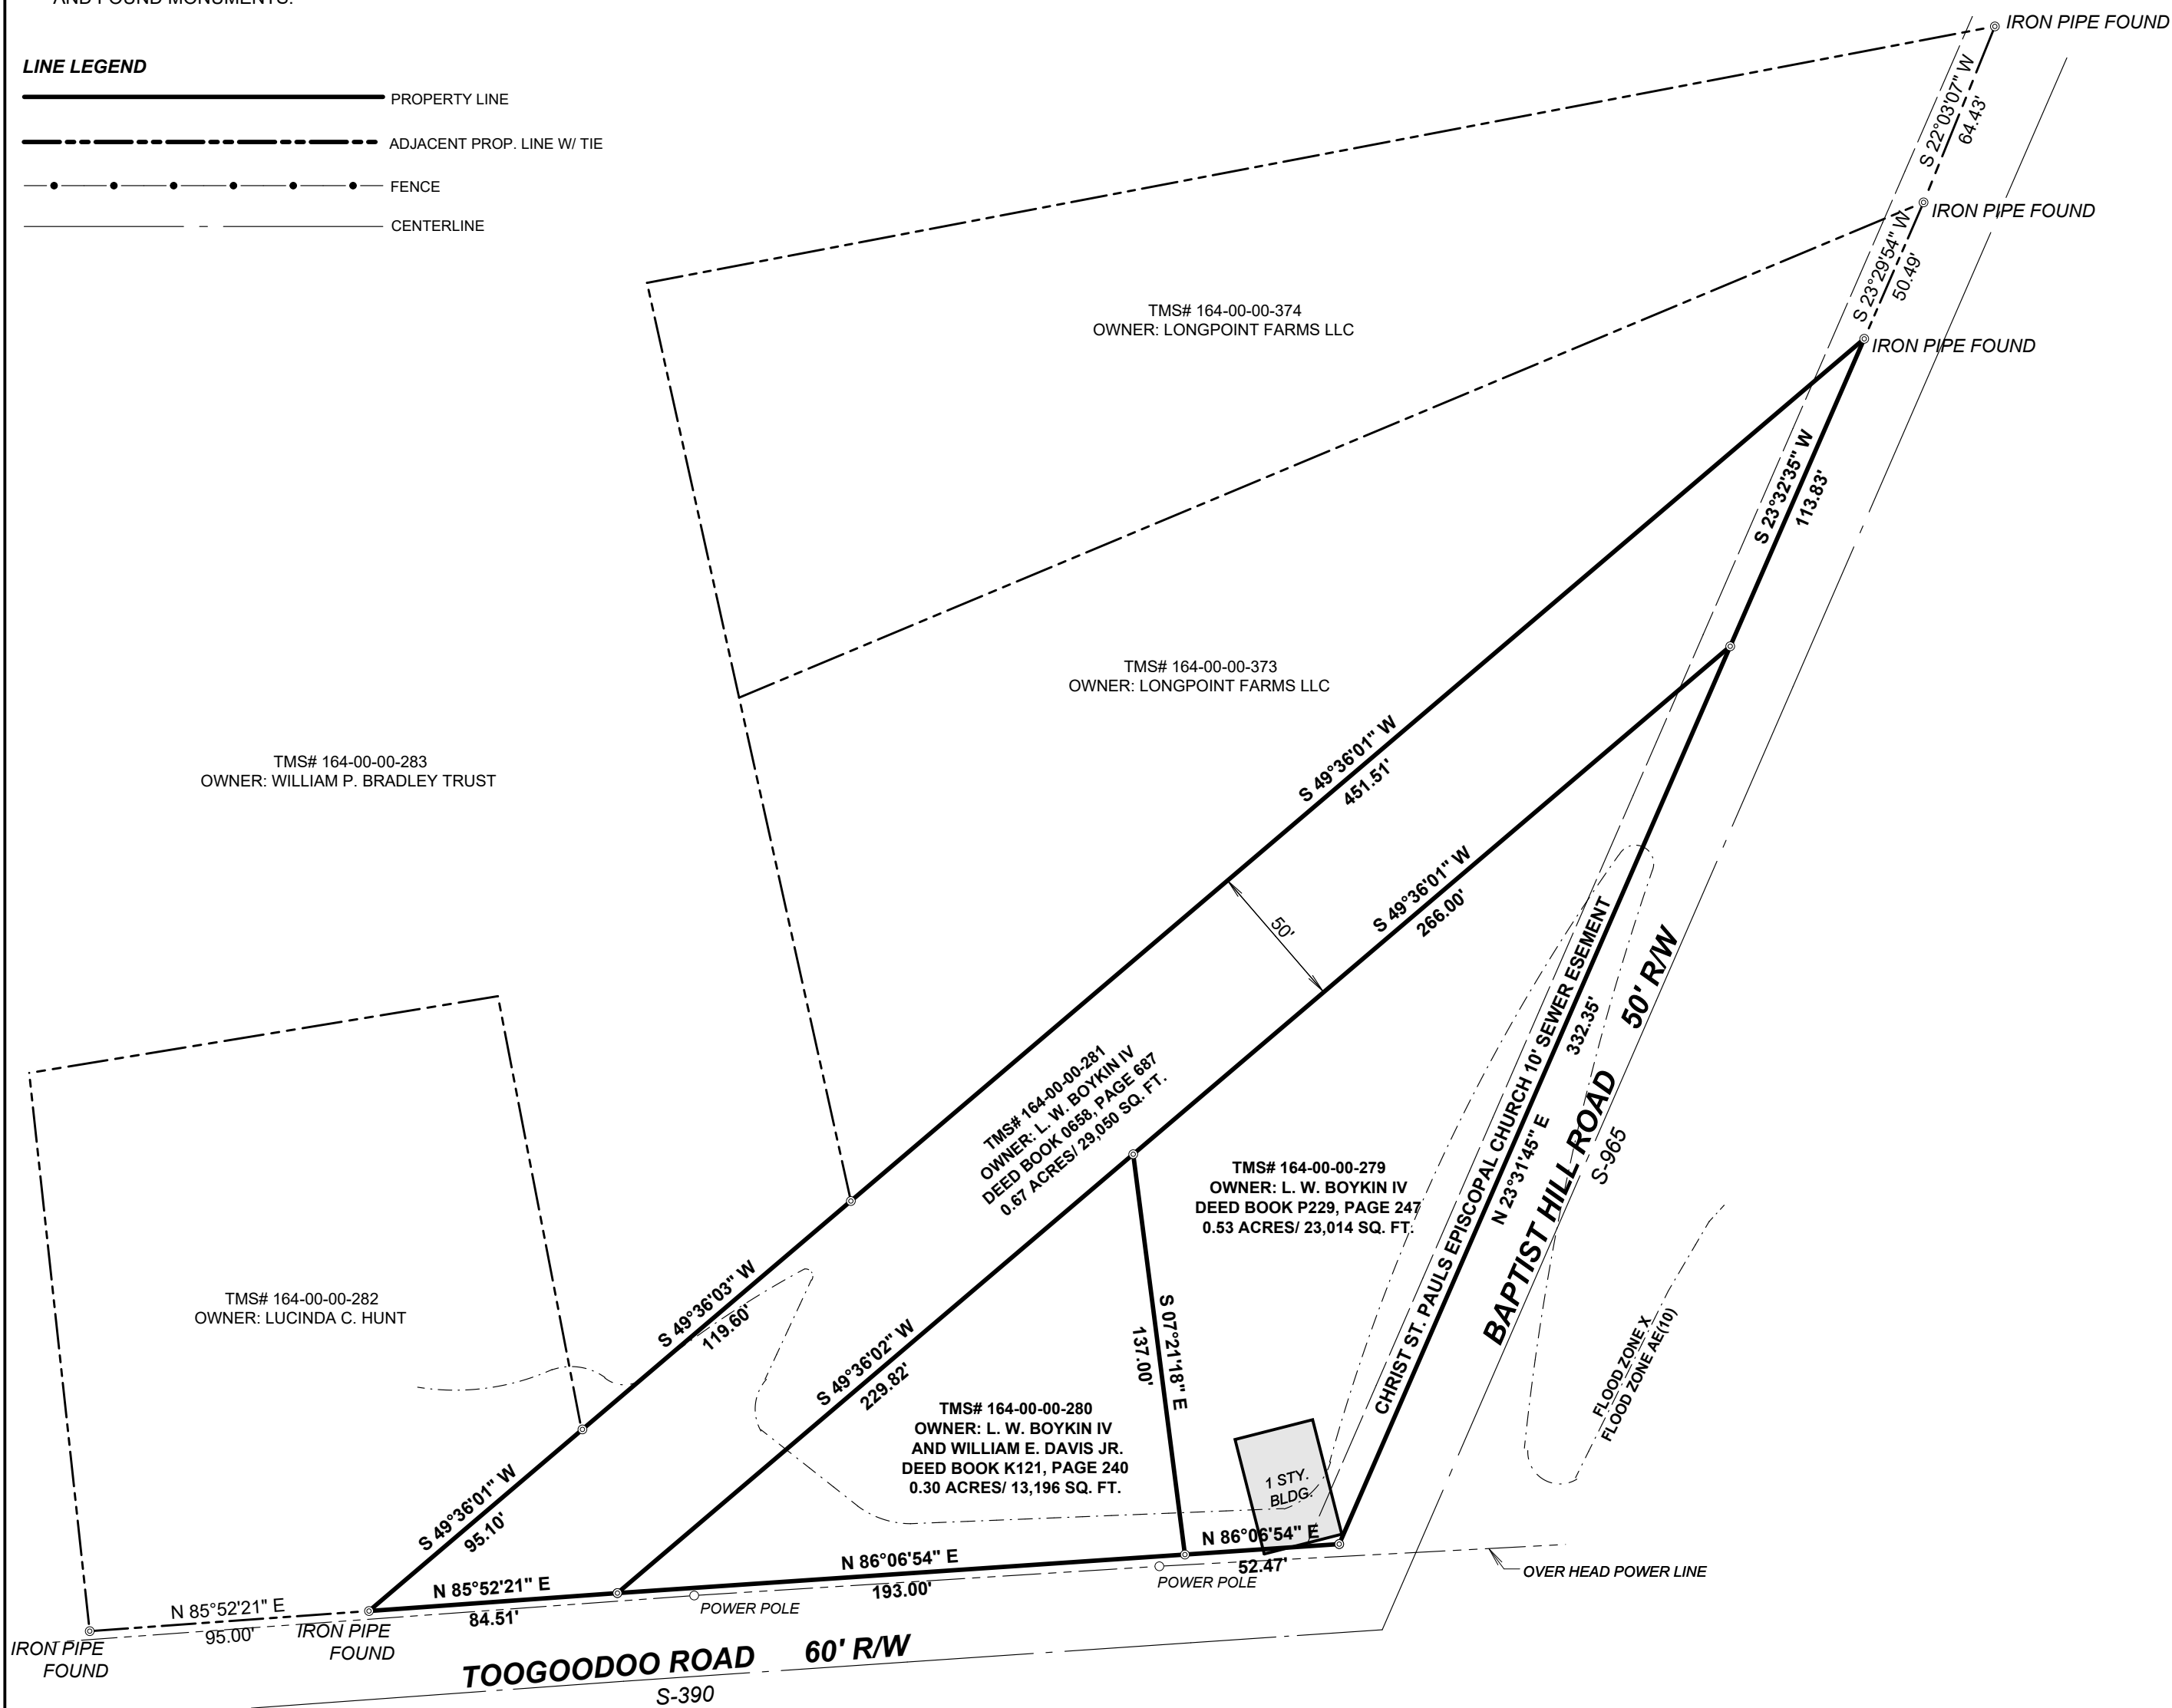 AND FOUND MONUMENTS.
LINE LEGEND
PROPERTY LINE
ADJACENT PROP. LINE W/ TIE
FENCE
CENTERLINE
IRON PIPE FOUND
S 22°03'07" W
64.43'
IRON PIPE FOUND
S 23°29'54" W
50.49'
IRON PIPE FOUND
TMS# 164-00-00-374
OWNER: LONGPOINT FARMS LLC
S 23°32'35" W
113.83'
TMS# 164-00-00-373
OWNER: LONGPOINT FARMS LLC
TMS# 164-00-00-283
OWNER: WILLIAM P. BRADLEY TRUST
S 49°36'01" W
451.51'
S 49°36'01" W
266.00'
50'
CHRIST ST. PAULS EPISCOPAL CHURCH 10' SEWER ESEMENT
N 23°31'45" E
332.35'
BAPTIST HILL ROAD 50' R/W
S-965
TMS# 164-00-00-281
OWNER: L. W. BOYKIN IV
DEED BOOK 0658, PAGE 687
0.67 ACRES/ 29,050 SQ. FT.
TMS# 164-00-00-279
OWNER: L. W. BOYKIN IV
DEED BOOK P229, PAGE 247
0.53 ACRES/ 23,014 SQ. FT.
TMS# 164-00-00-282
OWNER: LUCINDA C. HUNT
S 49°36'03" W
119.60'
S 49°36'02" W
229.82'
S 07°21'18" E
137.00'
FLOOD ZONE X
FLOOD ZONE AE(10)
TMS# 164-00-00-280
OWNER: L. W. BOYKIN IV
AND WILLIAM E. DAVIS JR.
DEED BOOK K121, PAGE 240
0.30 ACRES/ 13,196 SQ. FT.
1 STY.
BLDG.
S 49°36'01" W
95.10'
N 86°06'54" E
52.47'
N 86°06'54" E
193.00'
N 85°52'21" E
84.51'
N 85°52'21" E
95.00'
OVER HEAD POWER LINE
POWER POLE
POWER POLE
IRON PIPE
FOUND
IRON PIPE
FOUND
TOOGOODOO ROAD 60' R/W
S-390